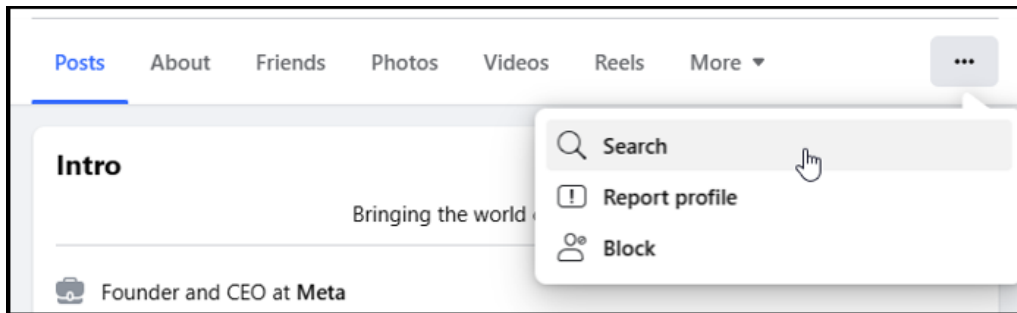 Posts About Friends Photos Videos Reels More
Search
Intro
Report profile
Bringing the world
Block
Founder and CEO at Meta